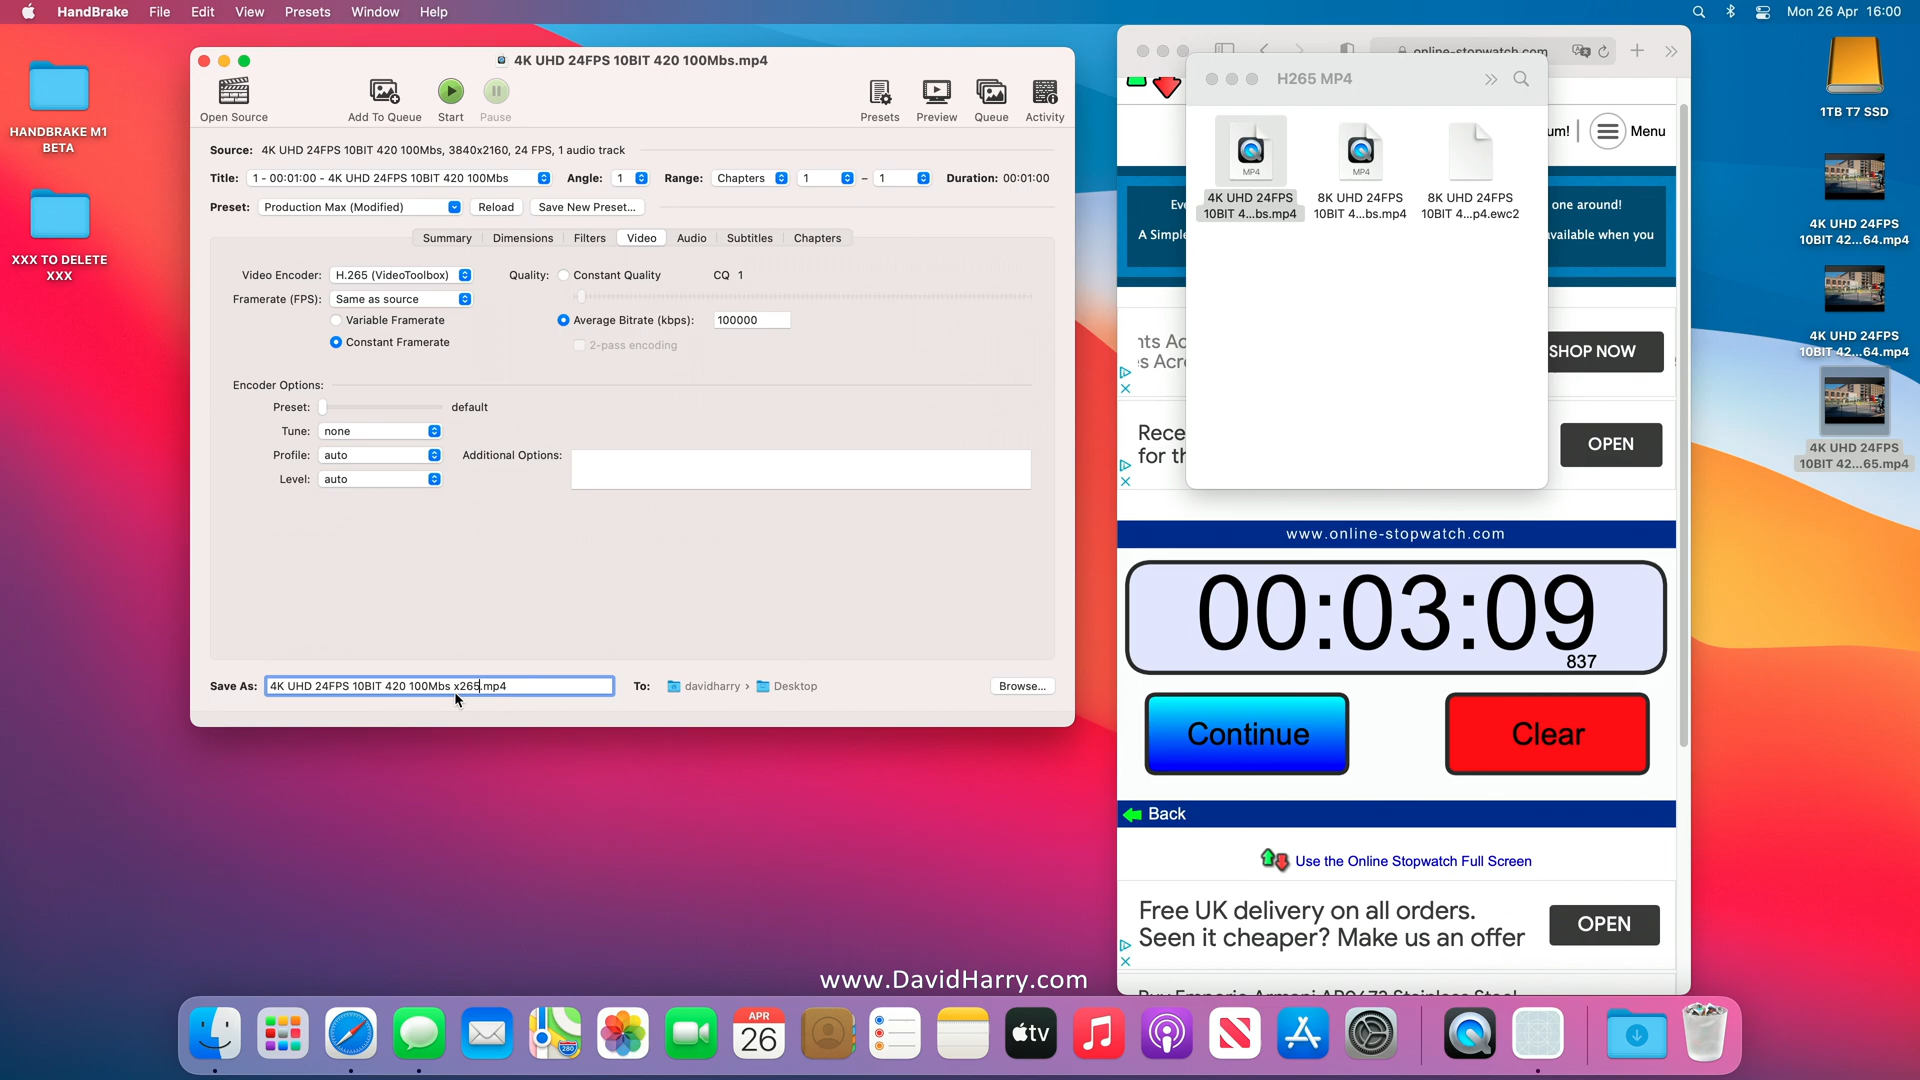 HandBrake File Edit View Presets Window Help
Mon 26 Apr 16:00
HANDBRAKE M1
BETA
XXX TO DELETE
XXX
4K UHD 24FPS 10BIT 420 100Mbs.mp4
Open Source
Add To Queue
Start
Pause
Presets
Preview
Queue
Activity
Source: 4K UHD 24FPS 10BIT 420 100Mbs, 3840x2160, 24 FPS, 1 audio track
Title: 1 - 00:01:00 - 4K UHD 24FPS 10BIT 420 100Mbs Angle: 1 Range: Chapters 1 – 1 Duration: 00:01:00
Preset: Production Max (Modified) Reload Save New Preset...
Summary Dimensions Filters Video Audio Subtitles Chapters
Video Encoder: H.265 (VideoToolbox) Quality: Constant Quality CQ 1
Framerate (FPS): Same as source
Variable Framerate Average Bitrate (kbps): 100000
Constant Framerate 2-pass encoding
Encoder Options:
Preset: default
Tune: none
Profile: auto Additional Options:
Level: auto
Save As: 4K UHD 24FPS 10BIT 420 100Mbs x265.mp4 To: davidharry › Desktop Browse...
online-stopwatch.com
H265 MP4
MP4
MP4
4K UHD 24FPS
10BIT 4...bs.mp4
8K UHD 24FPS
10BIT 4...bs.mp4
8K UHD 24FPS
10BIT 4...p4.ewc2
um! Menu
one around!
A Simple
vailable when you
SHOP NOW
OPEN
for th
www.online-stopwatch.com
00:03:09
837
Continue
Clear
Back
Use the Online Stopwatch Full Screen
Free UK delivery on all orders.
Seen it cheaper? Make us an offer
OPEN
1TB T7 SSD
4K UHD 24FPS
10BIT 42...64.mp4
4K UHD 24FPS
10BIT 42...64.mp4
4K UHD 24FPS
10BIT 42...65.mp4
www.DavidHarry.com
280
APR
26
tv